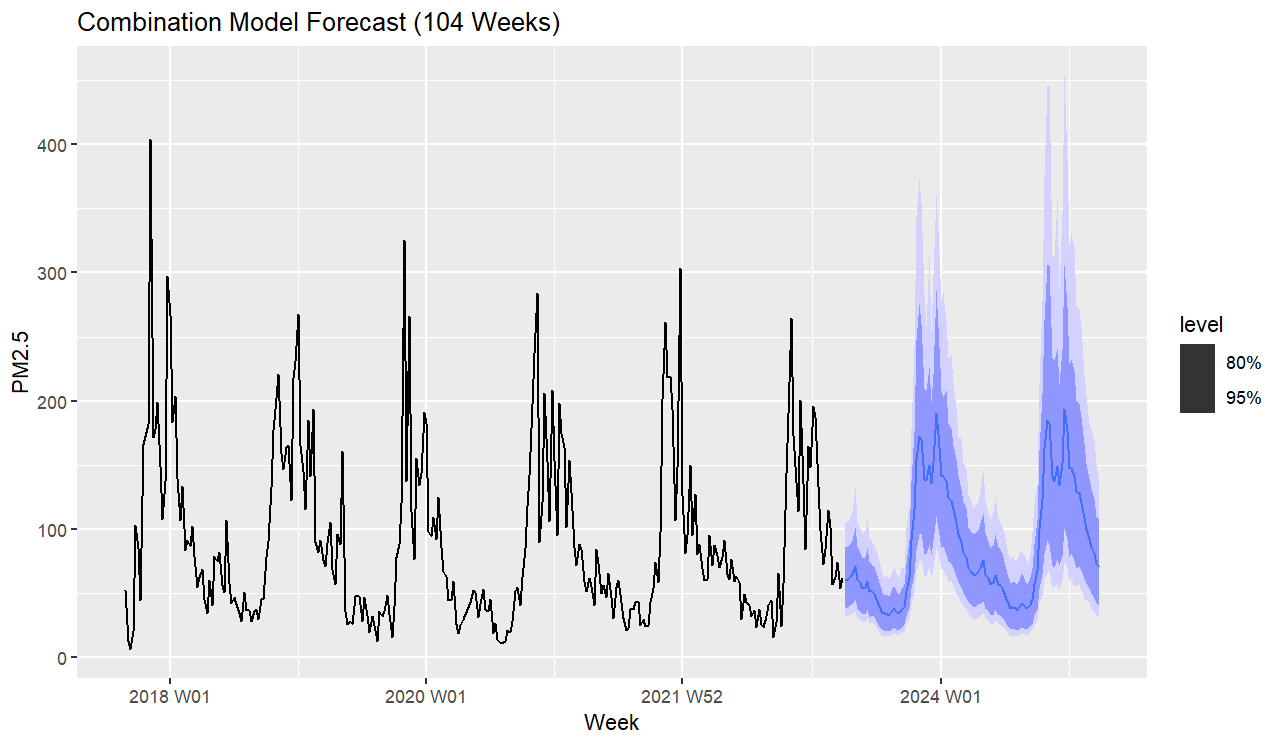 Combination Model Forecast (104 Weeks)
PM2.5
400
300
200
100
0
2018 W01
2020 W01
2021 W52
2024 W01
Week
level
80%
95%